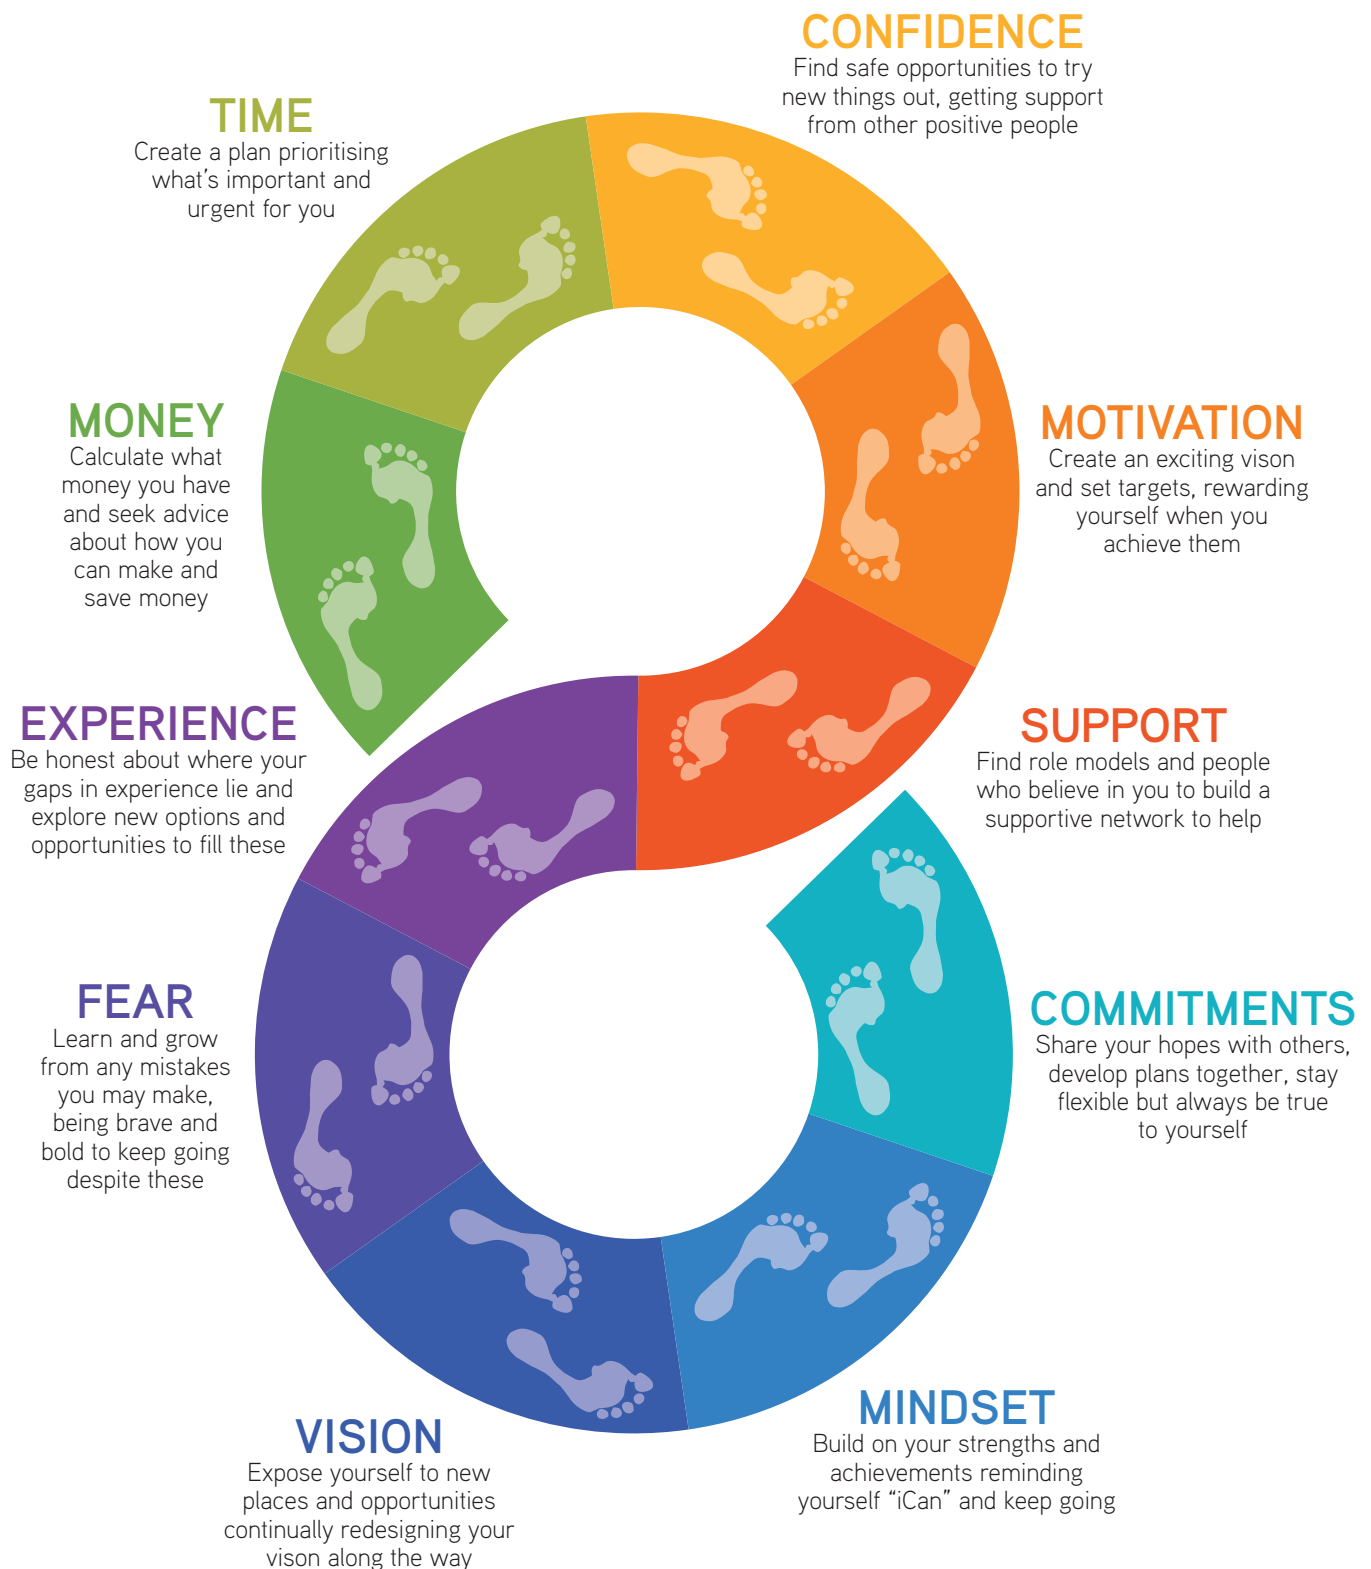 CONFIDENCE
Find safe opportunities to try
new things out, getting support
from other positive people
TIME
Create a plan prioritising
what's important and
urgent for you
MONEY
Calculate what
money you have
and seek advice
about how you
can make and
save money
MOTIVATION
Create an exciting vison
and set targets, rewarding
yourself when you
achieve them
EXPERIENCE
Be honest about where your
gaps in experience lie and
explore new options and
opportunities to fill these
SUPPORT
Find role models and people
who believe in you to build a
supportive network to help
FEAR
Learn and grow
from any mistakes
you may make,
being brave and
bold to keep going
despite these
COMMITMENTS
Share your hopes with others,
develop plans together, stay
flexible but always be true
to yourself
VISION
Expose yourself to new
places and opportunities
continually redesigning your
vison along the way
MINDSET
Build on your strengths and
achievements reminding
yourself “iCan” and keep going